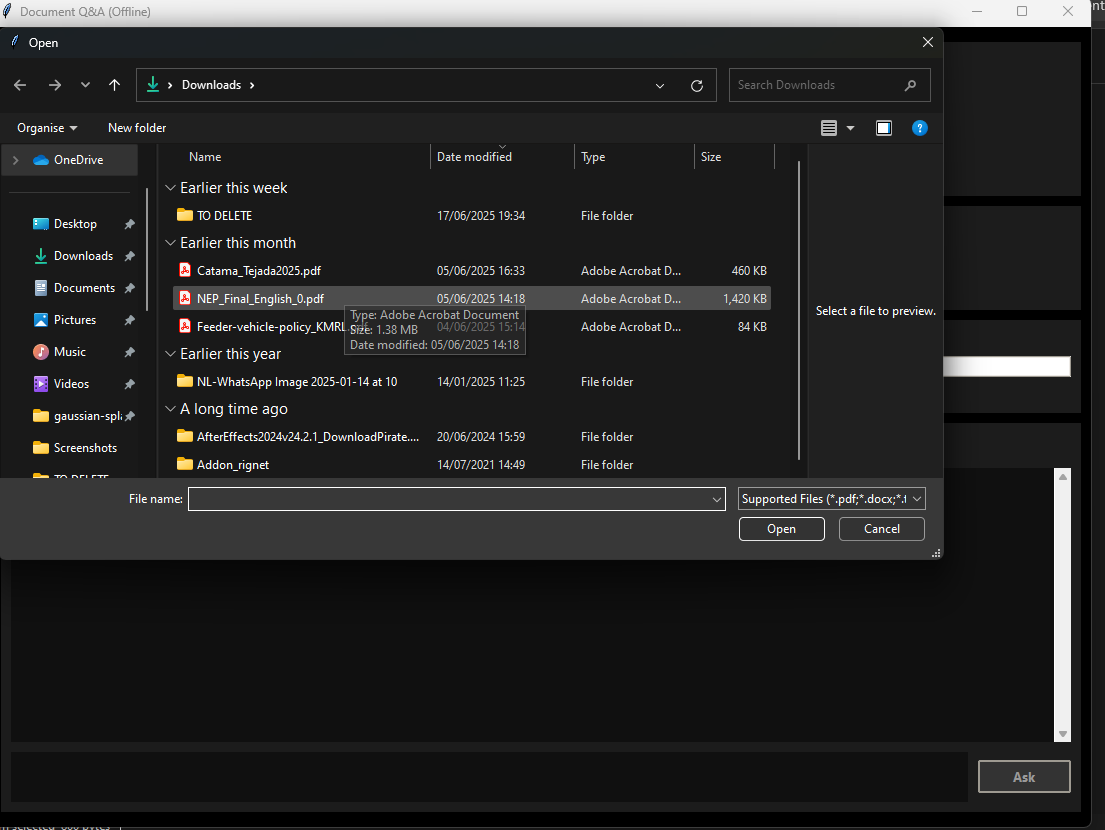 Document Q&A (Offline)
Open
Downloads
Search Downloads
Organise
New folder
OneDrive
Desktop
Downloads
Documents
Pictures
Music
Videos
gaussian-spl
Screenshots
TO DELETE
Name Date modified Type Size
Earlier this week
TO DELETE 17/06/2025 19:34 File folder
Earlier this month
Catama_Tejada2025.pdf 05/06/2025 16:33 Adobe Acrobat D... 460 KB
NEP_Final_English_0.pdf 05/06/2025 14:18 Adobe Acrobat D... 1,420 KB
Feeder-vehicle-policy_KMRL.pdf 04/06/2025 15:14 Adobe Acrobat D... 84 KB
Type: Adobe Acrobat Document
Size: 1.38 MB
Date modified: 05/06/2025 14:18
Earlier this year
NL-WhatsApp Image 2025-01-14 at 10 14/01/2025 11:25 File folder
A long time ago
AfterEffects2024v24.2.1_DownloadPirate.... 20/06/2024 15:59 File folder
Addon_rignet 14/07/2021 14:49 File folder
Select a file to preview.
File name:
Supported Files (*.pdf;*.docx;*.t
Open
Cancel
Ask